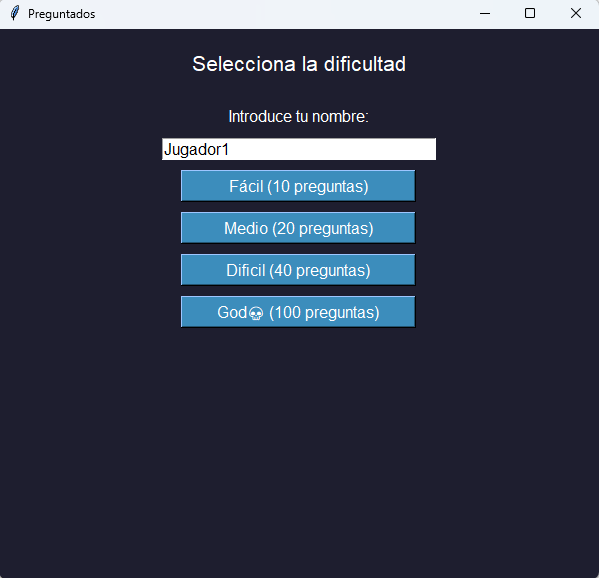 Preguntados
Selecciona la dificultad
Introduce tu nombre:
Jugador1
Fácil (10 preguntas)
Medio (20 preguntas)
Dificil (40 preguntas)
God💀 (100 preguntas)